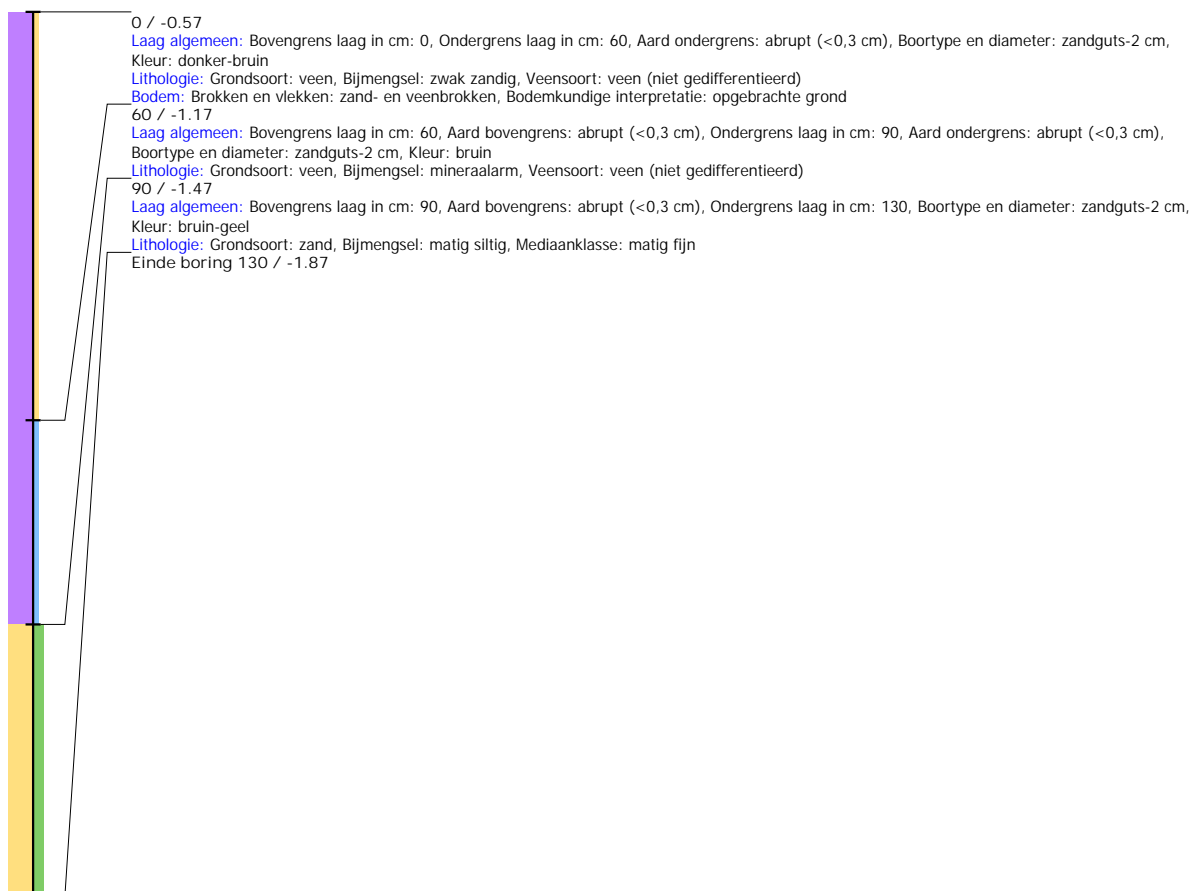 0 / -0.57
Laag algemeen: Bovengrens laag in cm: 0, Ondergrens laag in cm: 60, Aard ondergrens: abrupt (<0,3 cm), Boortype en diameter: zandguts-2 cm,
Kleur: donker-bruin
Lithologie: Grondsoort: veen, Bijmengsel: zwak zandig, Veensoort: veen (niet gedifferentieerd)
Bodem: Brokken en vlekken: zand- en veenbrokken, Bodemkundige interpretatie: opgebrachte grond
60 / -1.17
Laag algemeen: Bovengrens laag in cm: 60, Aard bovengrens: abrupt (<0,3 cm), Ondergrens laag in cm: 90, Aard ondergrens: abrupt (<0,3 cm),
Boortype en diameter: zandguts-2 cm, Kleur: bruin
Lithologie: Grondsoort: veen, Bijmengsel: mineraalarm, Veensoort: veen (niet gedifferentieerd)
90 / -1.47
Laag algemeen: Bovengrens laag in cm: 90, Aard bovengrens: abrupt (<0,3 cm), Ondergrens laag in cm: 130, Boortype en diameter: zandguts-2 cm,
Kleur: bruin-geel
Lithologie: Grondsoort: zand, Bijmengsel: matig siltig, Mediaanklasse: matig fijn
Einde boring 130 / -1.87